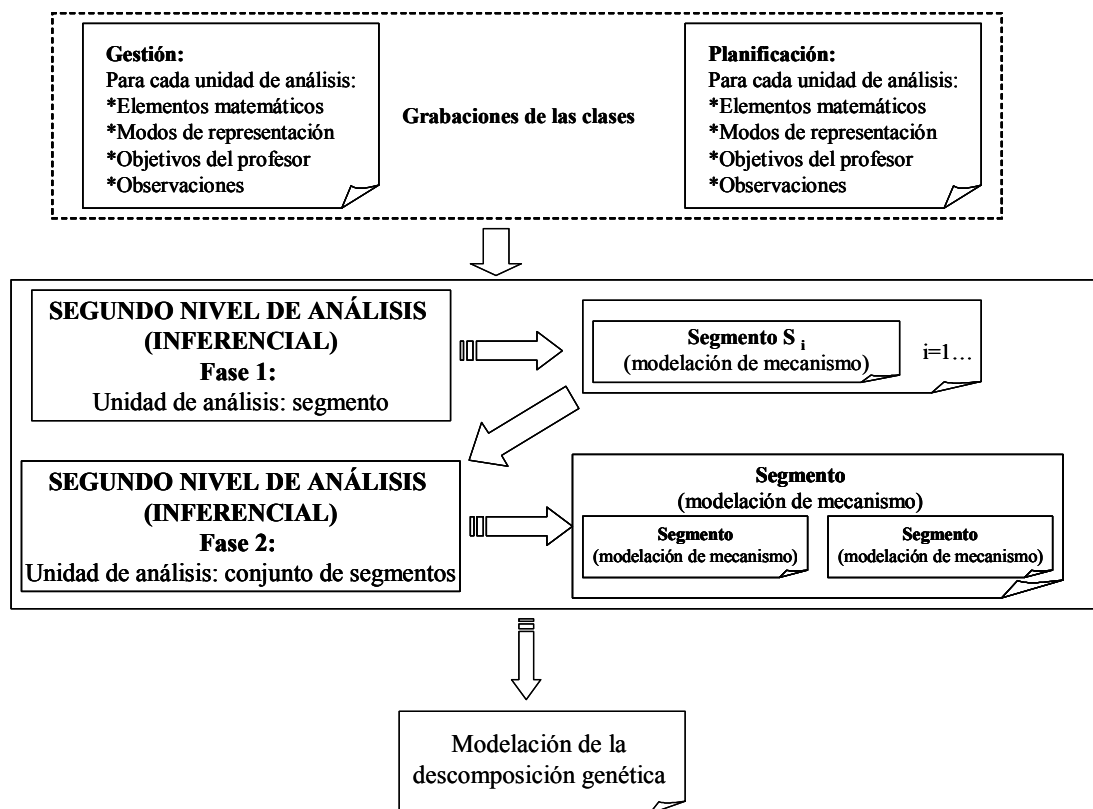 Gestión:
Para cada unidad de análisis:
*Elementos matemáticos
*Modos de representación
*Objetivos del profesor
*Observaciones
Grabaciones de las clases
Planificación:
Para cada unidad de análisis:
*Elementos matemáticos
*Modos de representación
*Objetivos del profesor
*Observaciones
SEGUNDO NIVEL DE ANÁLISIS
(INFERENCIAL)
Fase 1:
Unidad de análisis: segmento
Segmento S i
(modelación de mecanismo)
i=1…
SEGUNDO NIVEL DE ANÁLISIS
(INFERENCIAL)
Fase 2:
Unidad de análisis: conjunto de segmentos
Segmento
(modelación de mecanismo)
Segmento
(modelación de mecanismo)
Segmento
(modelación de mecanismo)
Modelación de la
descomposición genética